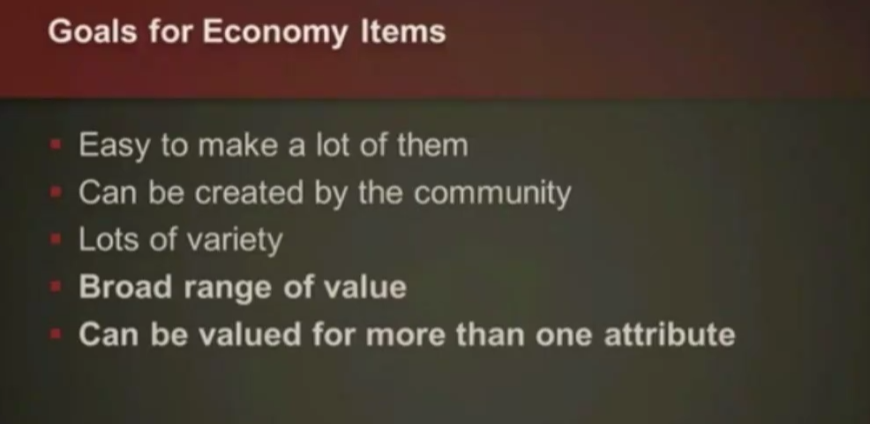 Goals for Economy Items
Easy to make a lot of them
Can be created by the community
Lots of variety
Broad range of value
Can be valued for more than one attribute